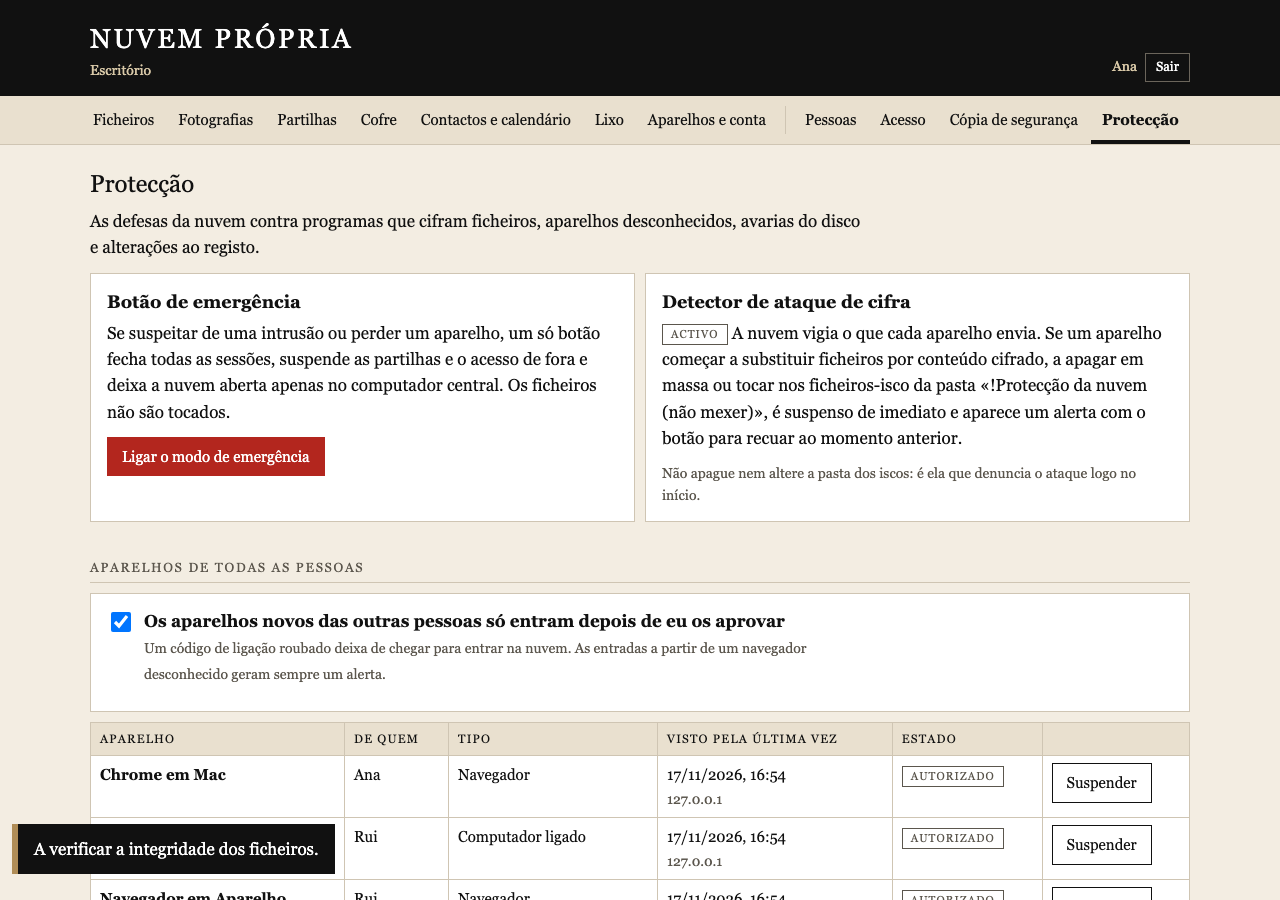 NUVEM PRÓPRIA
Escritório
Ana
Sair
Ficheiros
Fotografias
Partilhas
Cofre
Contactos e calendário
Lixo
Aparelhos e conta
Pessoas
Acesso
Cópia de segurança
Protecção
Protecção
As defesas da nuvem contra programas que cifram ficheiros, aparelhos desconhecidos, avarias do disco
e alterações ao registo.
Botão de emergência
Se suspeitar de uma intrusão ou perder um aparelho, um só botão
fecha todas as sessões, suspende as partilhas e o acesso de fora e
deixa a nuvem aberta apenas no computador central. Os ficheiros
não são tocados.
Ligar o modo de emergência
Detector de ataque de cifra
ACTIVO A nuvem vigia o que cada aparelho envia. Se um aparelho
começar a substituir ficheiros por conteúdo cifrado, a apagar em
massa ou tocar nos ficheiros-isco da pasta «!Protecção da nuvem
(não mexer)», é suspenso de imediato e aparece um alerta com o
botão para recuar ao momento anterior.
Não apague nem altere a pasta dos iscos: é ela que denuncia o ataque logo no
início.
APARELHOS DE TODAS AS PESSOAS
Os aparelhos novos das outras pessoas só entram depois de eu os aprovar
Um código de ligação roubado deixa de chegar para entrar na nuvem. As entradas a partir de um navegador
desconhecido geram sempre um alerta.
APARELHO
DE QUEM
TIPO
VISTO PELA ÚLTIMA VEZ
ESTADO
Chrome em Mac
Ana
Navegador
17/11/2026, 16:54
127.0.0.1
AUTORIZADO
Suspender
Rui
Computador ligado
17/11/2026, 16:54
127.0.0.1
AUTORIZADO
Suspender
A verificar a integridade dos ficheiros.
Navegador em Aparelho
Rui
Navegador
17/11/2026, 16:54
AUTORIZADO